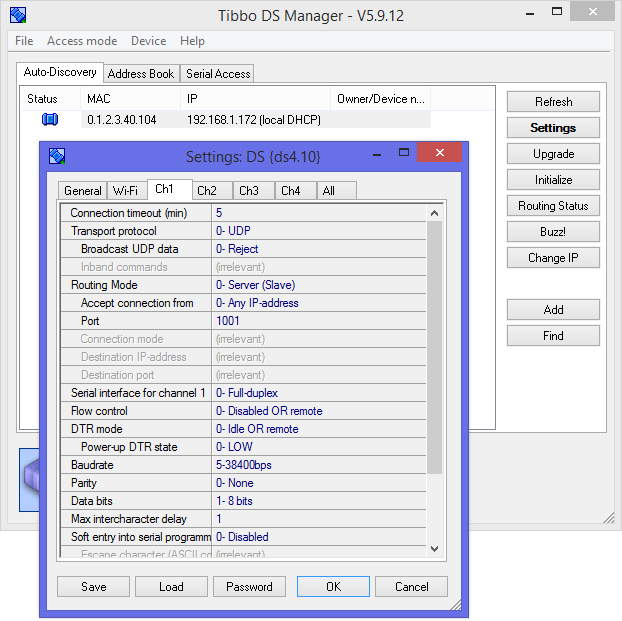 Tibbo DS Manager - V5.9.12
File Access mode Device Help
Auto-Discovery Address Book Serial Access
Status MAC IP Owner/Device n...
0.1.2.3.40.104 192.168.1.172 (local DHCP)
Refresh
Settings
Upgrade
Initialize
Routing Status
Buzz!
Change IP
Add
Find
Settings: DS {ds4.10}
General Wi-Fi Ch1 Ch2 Ch3 Ch4 All
Connection timeout (min) 5
Transport protocol 0- UDP
Broadcast UDP data 0- Reject
Inband commands (irrelevant)
Routing Mode 0- Server (Slave)
Accept connection from 0- Any IP-address
Port 1001
Connection mode (irrelevant)
Destination IP-address (irrelevant)
Destination port (irrelevant)
Serial interface for channel 1 0- Full-duplex
Flow control 0- Disabled OR remote
DTR mode 0- Idle OR remote
Power-up DTR state 0- LOW
Baudrate 5-38400bps
Parity 0- None
Data bits 1- 8 bits
Max intercharacter delay 1
Soft entry into serial programm 0- Disabled
Escape character (ASCII cc (irrelevant)
Save Load Password OK Cancel